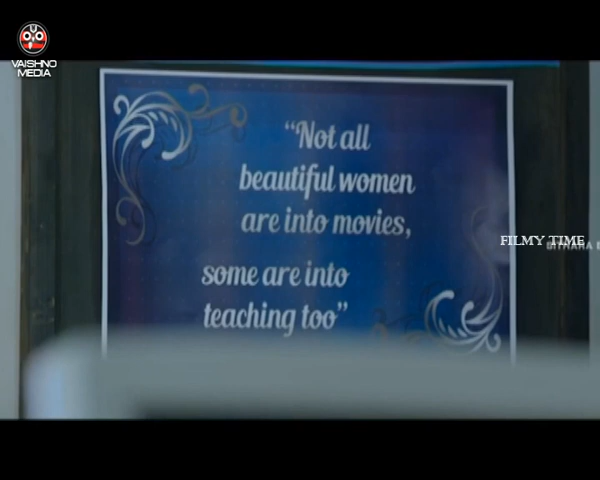 VAISHNO
MEDIA
“Not all
beautiful women
are into movies,
some are into
teaching too”
FILMY TIME